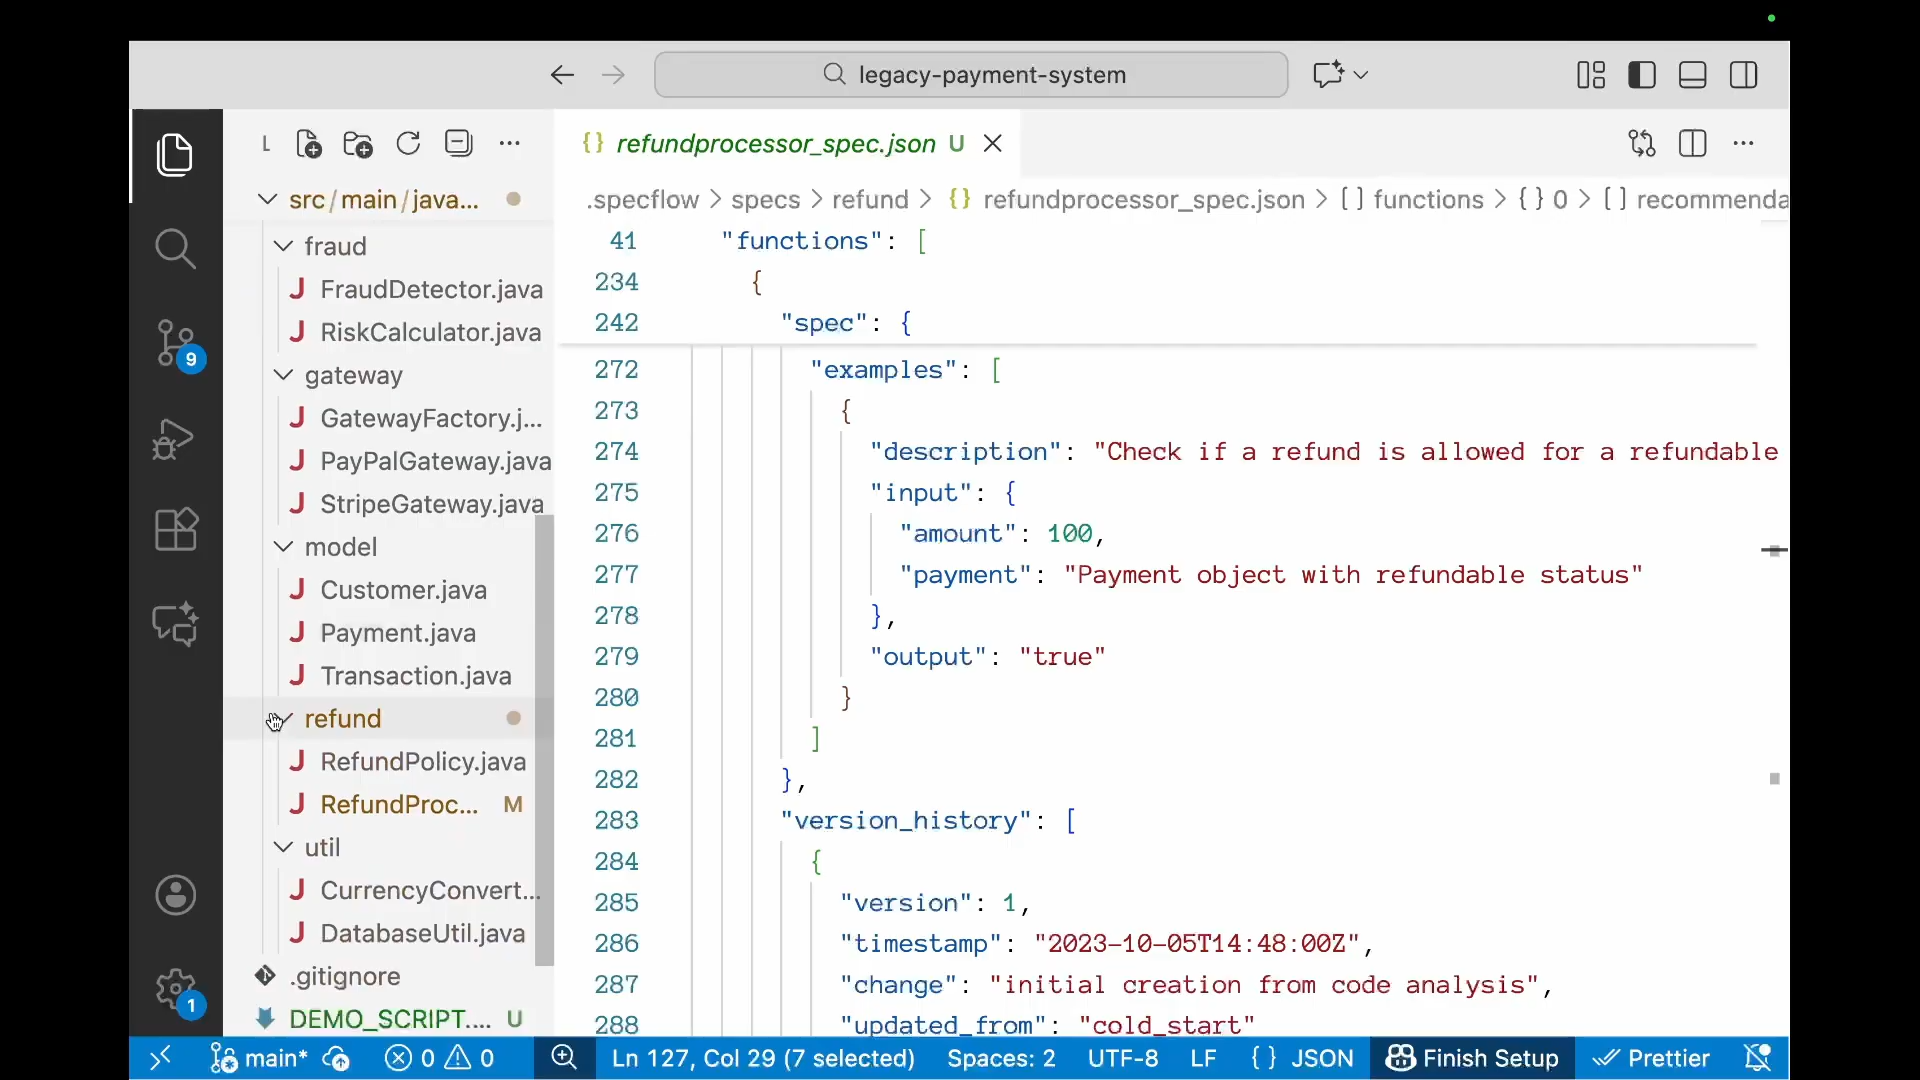 legacy-payment-system
L
{} refundprocessor_spec.json U
src/main/java...
.specflow > specs > refund > {} refundprocessor_spec.json > [] functions > {} 0 > [] recommenda
fraud
FraudDetector.java
RiskCalculator.java
gateway
GatewayFactory.j...
PayPalGateway.java
StripeGateway.java
model
Customer.java
Payment.java
Transaction.java
refund
RefundPolicy.java
RefundProc... M
util
CurrencyConvert...
DatabaseUtil.java
.gitignore
DEMO_SCRIPT.... U
9
1
41 "functions": [
234 {
242 "spec": {
272 "examples": [
273 {
274 "description": "Check if a refund is allowed for a refundable
275 "input": {
276 "amount": 100,
277 "payment": "Payment object with refundable status"
278 },
279 "output": "true"
280 }
281 ]
282 },
283 "version_history": [
284 {
285 "version": 1,
286 "timestamp": "2023-10-05T14:48:00Z",
287 "change": "initial creation from code analysis",
288 "updated_from": "cold_start"
main* 0 0 Ln 127, Col 29 (7 selected) Spaces: 2 UTF-8 LF {} JSON Finish Setup Prettier